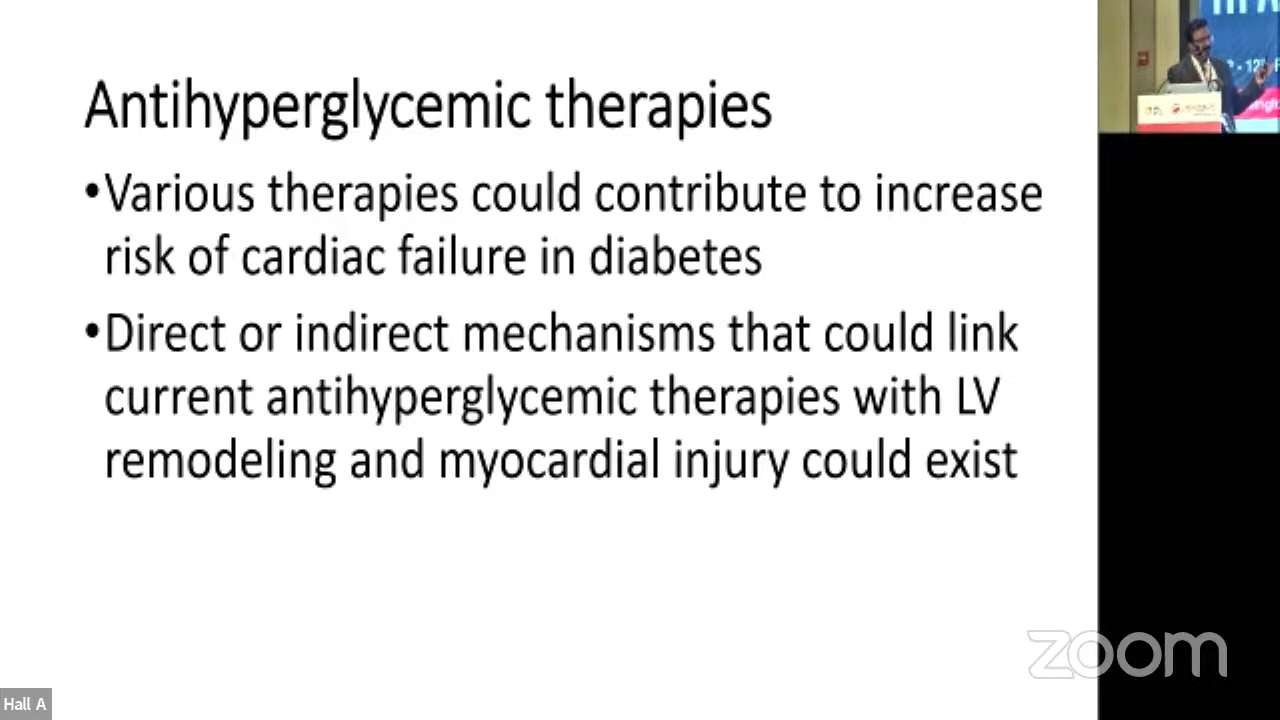 Antihyperglycemic therapies
•Various therapies could contribute to increase
risk of cardiac failure in diabetes
•Direct or indirect mechanisms that could link
current antihyperglycemic therapies with LV
remodeling and myocardial injury could exist
zoom
Hall A